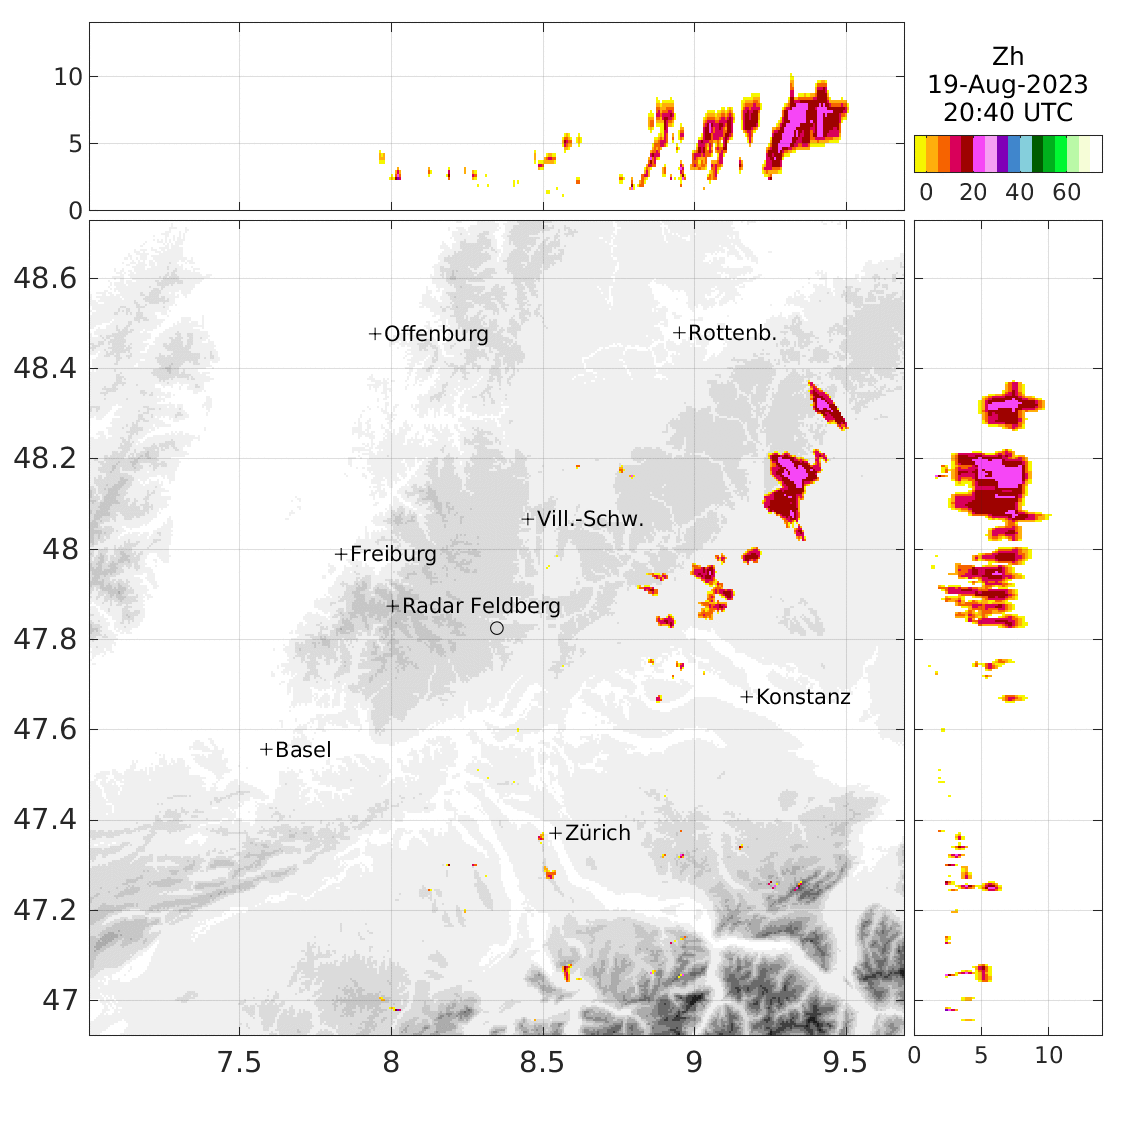 10
5
0
Zh
19-Aug-2023
20:40 UTC
0 20 40 60
48.6
48.4
48.2
48
47.8
47.6
47.4
47.2
47
+Offenburg
+Rottenb.
+Vill.-Schw.
+Freiburg
+Radar Feldberg
+Konstanz
+Basel
+Zürich
7.5 8 8.5 9 9.5
0 5 10